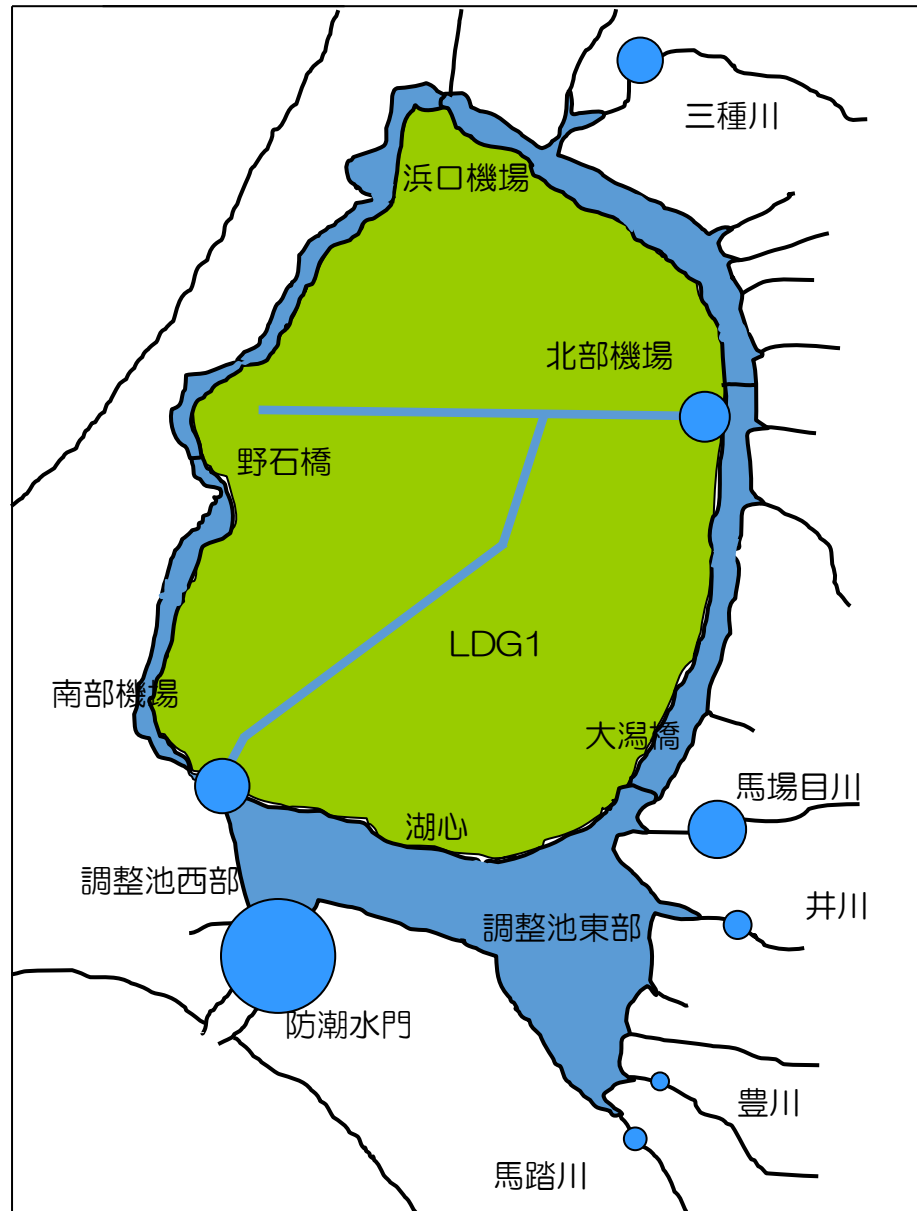 三種川
浜口機場
北部機場
野石橋
LDG1
南部機場
大潟橋
馬場目川
湖心
調整池西部
井川
調整池東部
防潮水門
豊川
馬踏川